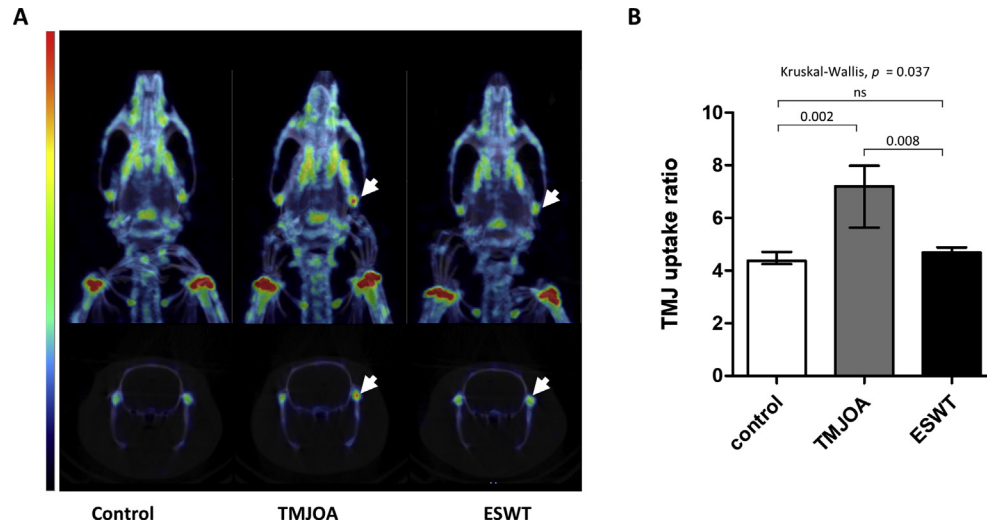 A
Control
TMJOA
ESWT
B
Kruskal-Wallis, p = 0.037
ns
0.002
0.008
TMJ uptake ratio
10
8
6
4
2
0
control
TMJOA
ESWT